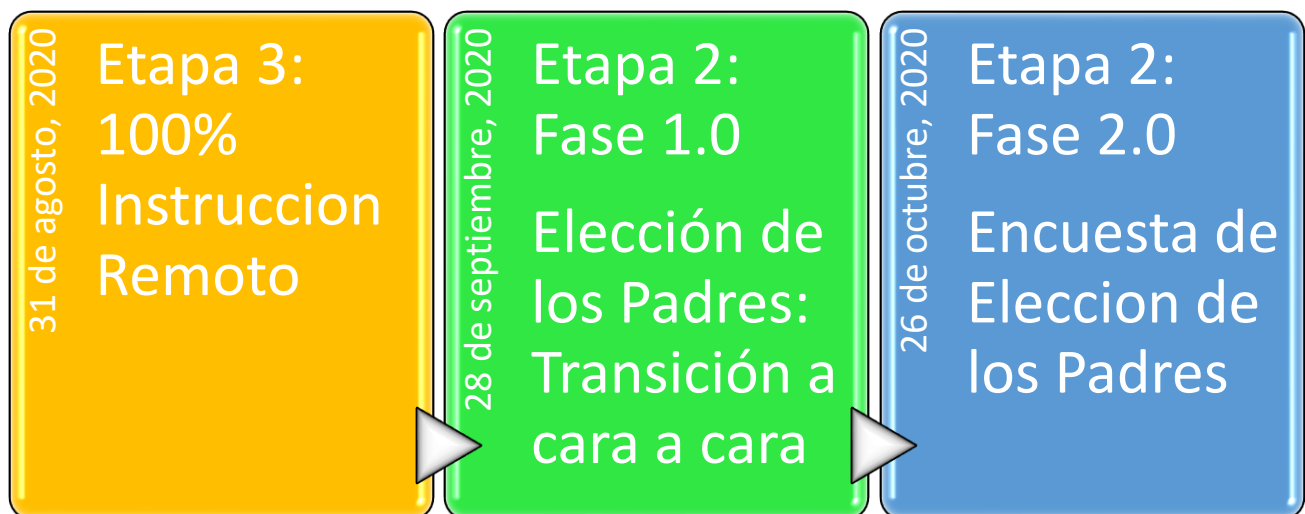 31 de agosto, 2020
Etapa 3:
100%
Instruccion
Remoto
28 de septiembre, 2020
Etapa 2:
Fase 1.0
Elección de
los Padres:
Transición a
cara a cara
26 de octubre, 2020
Etapa 2:
Fase 2.0
Encuesta de
Eleccion de
los Padres